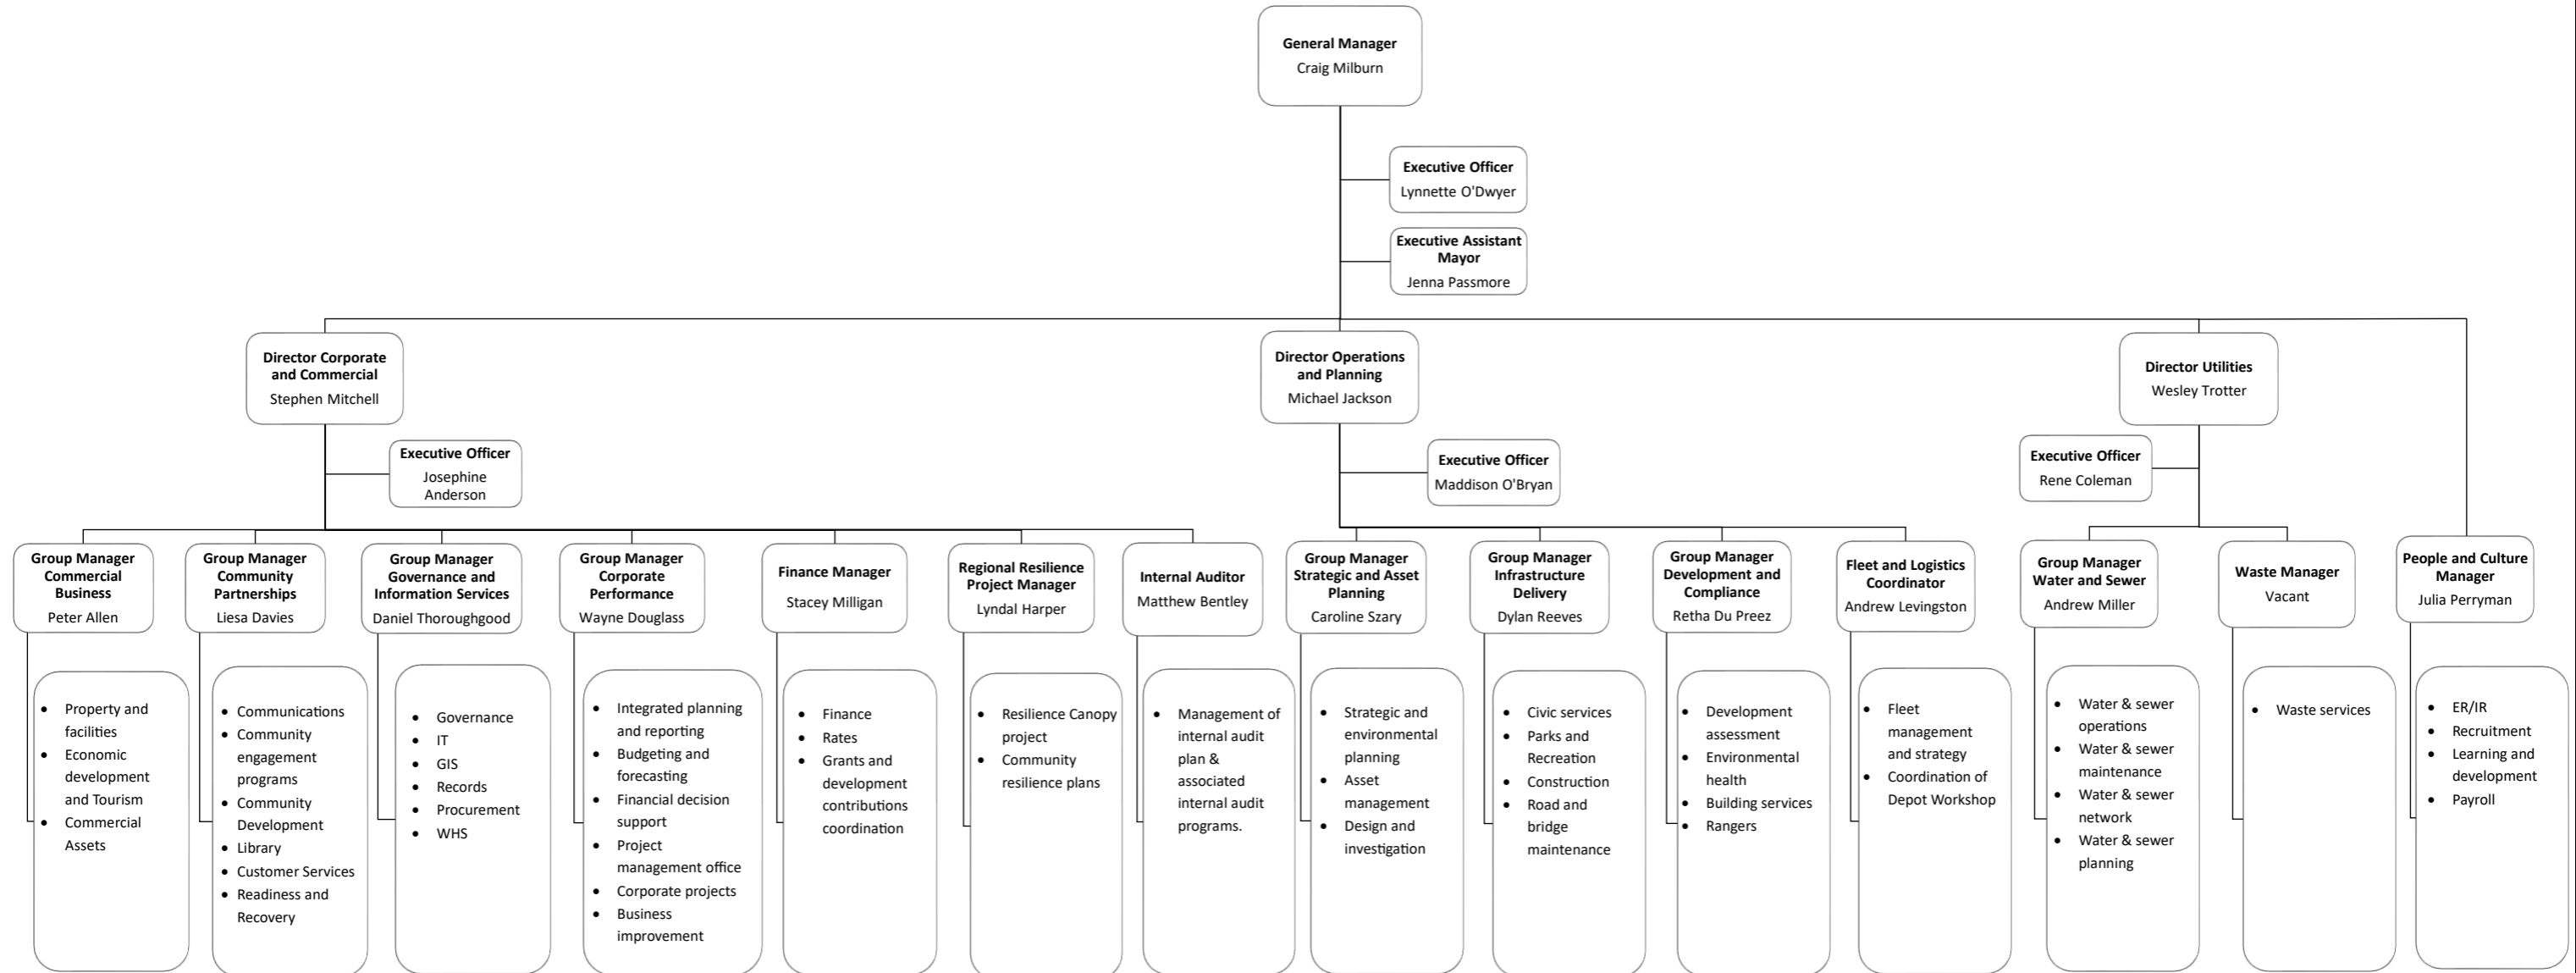 General Manager
Craig Milburn
Executive Officer
Lynnette O'Dwyer
Executive Assistant
Mayor
Jenna Passmore
Director Corporate
and Commercial
Stephen Mitchell
Director Operations
and Planning
Michael Jackson
Director Utilities
Wesley Trotter
Executive Officer
Josephine
Anderson
Executive Officer
Maddison O'Bryan
Executive Officer
Rene Coleman
Group Manager
Commercial
Business
Peter Allen
Group Manager
Community
Partnerships
Liesa Davies
Group Manager
Governance and
Information Services
Daniel Thoroughgood
Group Manager
Corporate
Performance
Wayne Douglass
Finance Manager
Stacey Milligan
Regional Resilience
Project Manager
Lyndal Harper
Internal Auditor
Matthew Bentley
Group Manager
Strategic and Asset
Planning
Caroline Szary
Group Manager
Infrastructure
Delivery
Dylan Reeves
Group Manager
Development and
Compliance
Retha Du Preez
Fleet and Logistics
Coordinator
Andrew Levingston
Group Manager
Water and Sewer
Andrew Miller
Waste Manager
Vacant
People and Culture
Manager
Julia Perryman
• Property and
facilities
• Economic
development
and Tourism
• Commercial
Assets
• Communications
• Community
engagement
programs
• Community
Development
• Library
• Customer Services
• Readiness and
Recovery
• Governance
• IT
• GIS
• Records
• Procurement
• WHS
• Integrated planning
and reporting
• Budgeting and
forecasting
• Financial decision
support
• Project
management office
• Corporate projects
• Business
improvement
• Finance
• Rates
• Grants and
development
contributions
coordination
• Resilience Canopy
project
• Community
resilience plans
• Management of
internal audit
plan &
associated
internal audit
programs.
• Strategic and
environmental
planning
• Asset
management
• Design and
investigation
• Civic services
• Parks and
Recreation
• Construction
• Road and
bridge
maintenance
• Development
assessment
• Environmental
health
• Building services
• Rangers
• Fleet
management
and strategy
• Coordination of
Depot Workshop
• Water & sewer
operations
• Water & sewer
maintenance
• Water & sewer
network
• Water & sewer
planning
• Waste services
• ER/IR
• Recruitment
• Learning and
development
• Payroll